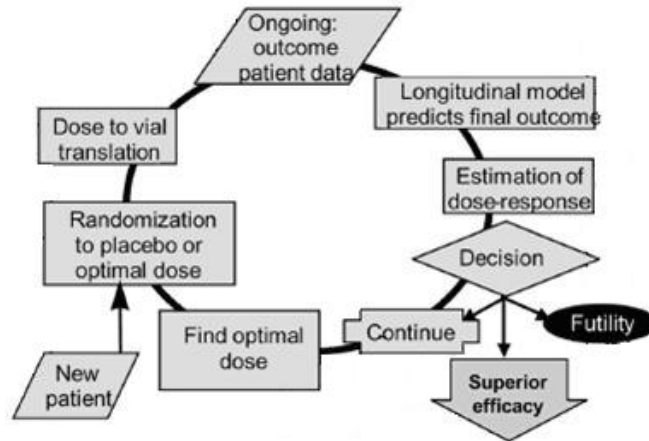 Ongoing:
outcome
patient data
Longitudinal model
predicts final outcome
Dose to vial
translation
Estimation of
dose-response
Randomization
to placebo or
optimal dose
Decision
Find optimal
dose
Continue
Futility
New
patient
Superior
efficacy